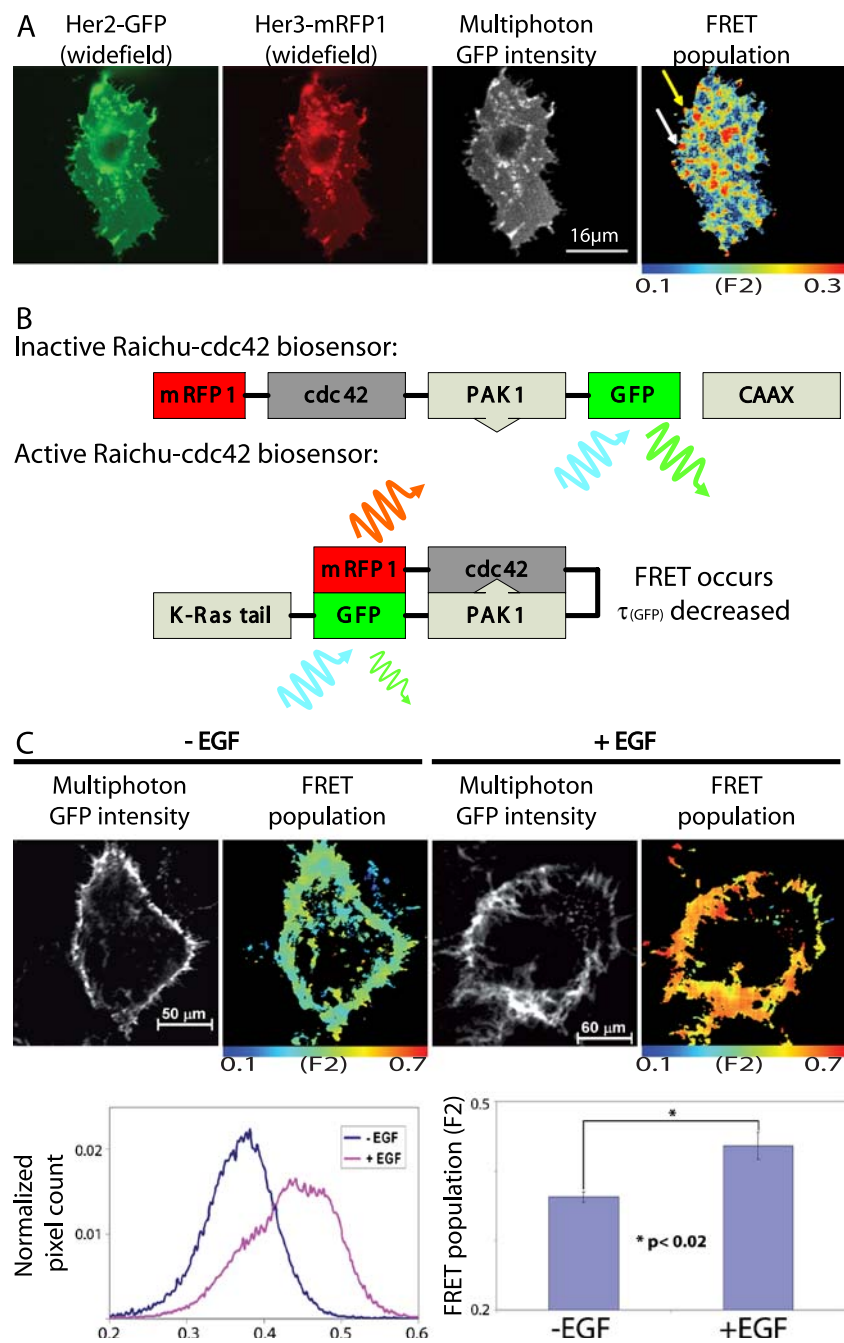 A
Her2-GFP
(widefield)
Her3-mRFP1
(widefield)
Multiphoton
GFP intensity
FRET
population
16μm
0.1 (F2) 0.3
B
Inactive Raichu-cdc42 biosensor:
mRFP1
cdc42
PAK1
GFP
CAAX
Active Raichu-cdc42 biosensor:
mRFP1
cdc42
K-Ras tail
GFP
PAK1
FRET occurs
τ(GFP) decreased
C
- EGF
+ EGF
Multiphoton
GFP intensity
FRET
population
Multiphoton
GFP intensity
FRET
population
50 μm
60 μm
0.1 (F2) 0.7
0.1 (F2) 0.7
Normalized
pixel count
0.02
0.01
- EGF
+ EGF
0.2 0.3 0.4 0.5 0.6
FRET population (F2)
0.5
0.2
*
* p< 0.02
-EGF +EGF